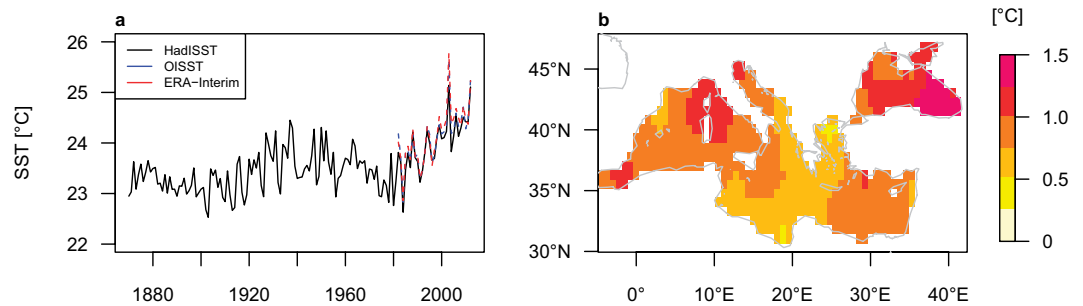 a
b
[°C]
HadISST
OISST
ERA−Interim
SST [°C]
26
25
24
23
22
1880
1920
1960
2000
45°N
40°N
35°N
30°N
0°
10°E
20°E
30°E
40°E
1.5
1
0.5
0